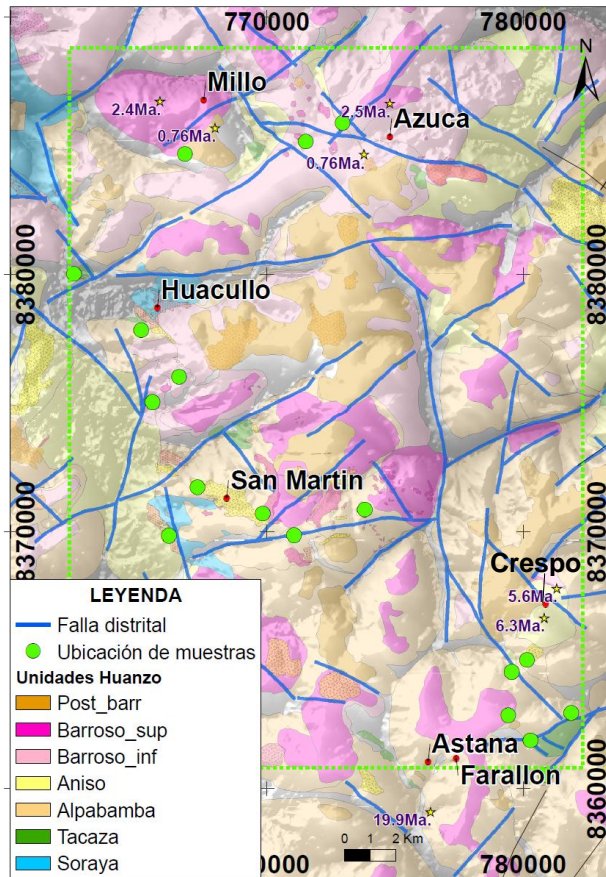 770000
780000
N
Millo
2.4Ma.
2.5Ma.
Azuca
0.76Ma.
0.76Ma.
8380000
8380000
Huacullo
San Martin
8370000
8370000
Crespo
5.6Ma.
6.3Ma.
LEYENDA
Falla distrital
Ubicación de muestras
Unidades Huanzo
Post_barr
Barroso_sup
Barroso_inf
Aniso
Alpabamba
Tacaza
Soraya
Astana
Farallon
19.9Ma.
8360000
0 1 2 Km
770000
780000